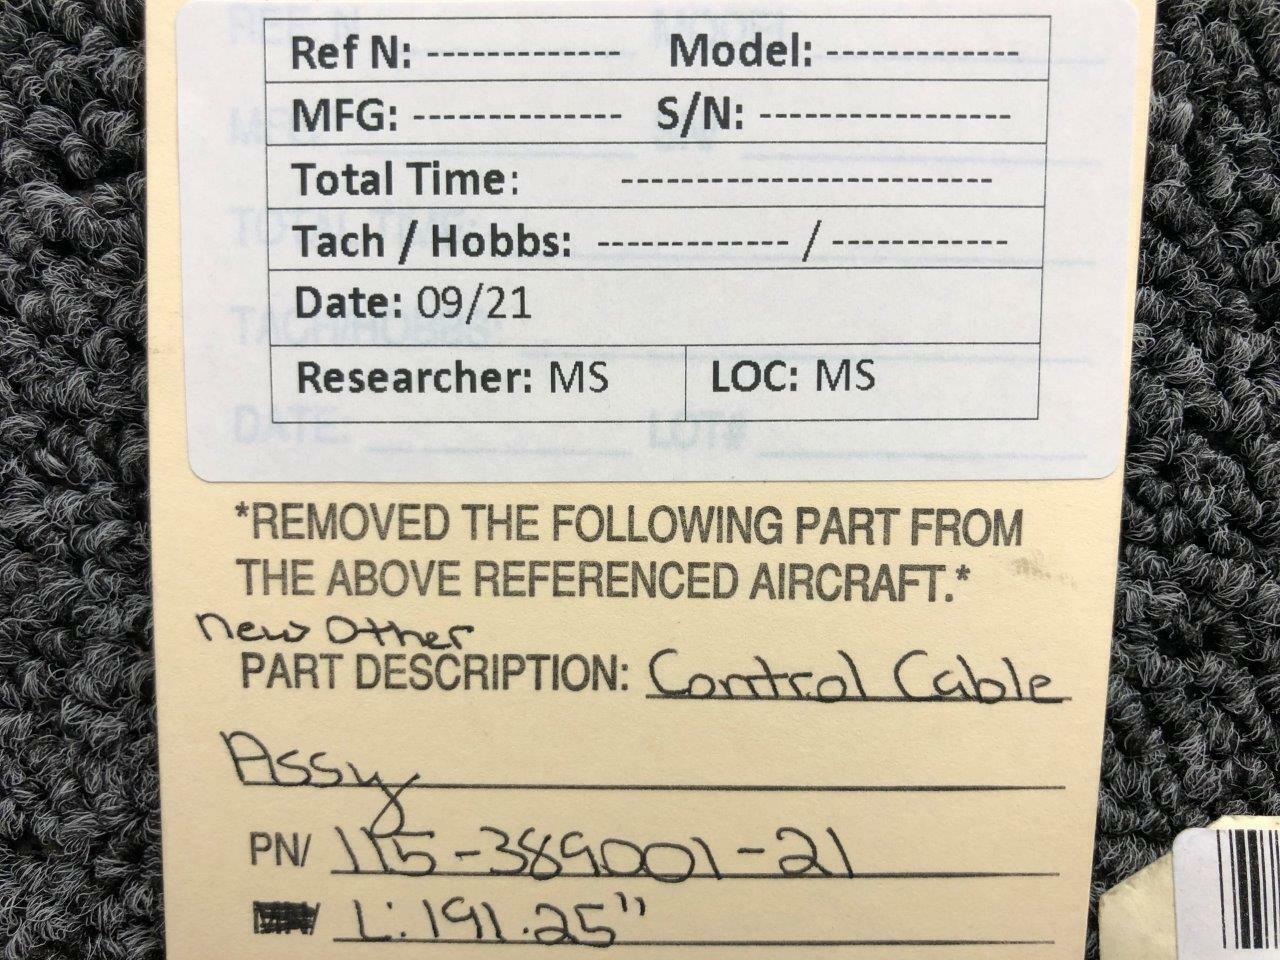 Ref N: ------------- Model: -------------
MFG: -------------- S/N: -----------------
Total Time: -------------------------
Tach / Hobbs: ------------- / ------------
Date: 09/21
Researcher: MS LOC: MS
*REMOVED THE FOLLOWING PART FROM
THE ABOVE REFERENCED AIRCRAFT.*
New Other
PART DESCRIPTION: Control Cable
Assy
PN/ 115-389001-21
L: 191.25"